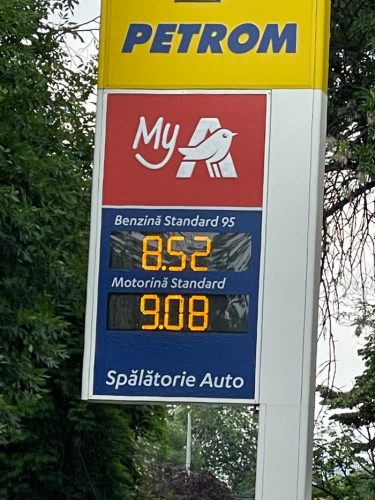 PETROM
My A
Benzină Standard 95
8.52
Motorină Standard
9.08
Spălătorie Auto